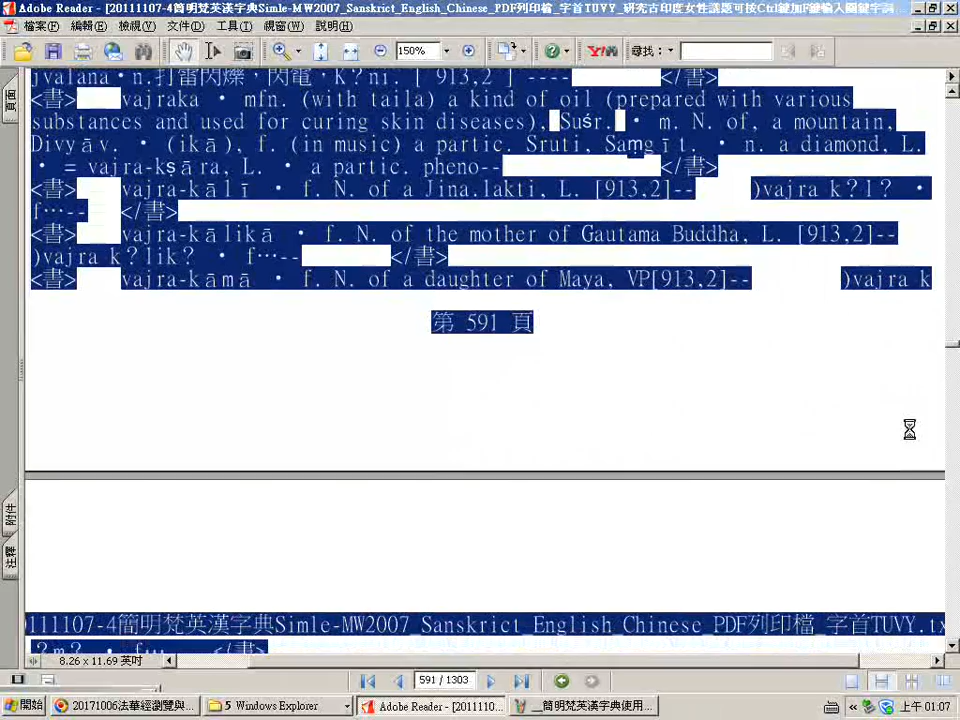 Adobe Reader - [20111107-4簡明梵英漢字典Simle-MW2007_Sanskrict_English_Chinese_PDF列印檔_字首TUVY_研究古印度女性議題可按Ctrl鍵加F鍵輸入關鍵字詞
檔案(F) 編輯(E) 檢視(V) 文件(D) 工具(T) 視窗(W) 說明(H)
150% Y! 尋找：
頁面
jvalana‧n.打雷閃爍，閃電，K?ni. [ 913,2 ] ---- </書>
<書> vajraka ‧ mfn. (with taila) a kind of oil (prepared with various
substances and used for curing skin diseases), Suśr. ‧ m. N. of, a mountain,
Divyāv. ‧ (ikā), f. (in music) a partic. Sruti, Saṃgīt. ‧ n. a diamond, L.
‧ = vajra-kṣāra, L. ‧ a partic. pheno-- </書>
<書> vajra-kālī ‧ f. N. of a Jina.lakti, L. [913,2]-- )vajra k?l? ‧
f…-- </書>
<書> vajra-kālikā ‧ f. N. of the mother of Gautama Buddha, L. [913,2]--
)vajra k?lik? ‧ f…-- </書>
<書> vajra-kāmā ‧ f. N. of a daughter of Maya, VP[913,2]-- )vajra k
第 591 頁
附件
注釋
111107-4簡明梵英漢字典Simle-MW2007_Sanskrict_English_Chinese_PDF列印檔_字首TUVY.tx
?m? ‧ f… </書>
8.26 x 11.69 英吋
591 / 1303
開始 20171006法華經瀏覽與... 5 Windows Explorer Adobe Reader - [2011110... __簡明梵英字典使用... 上午 01:07